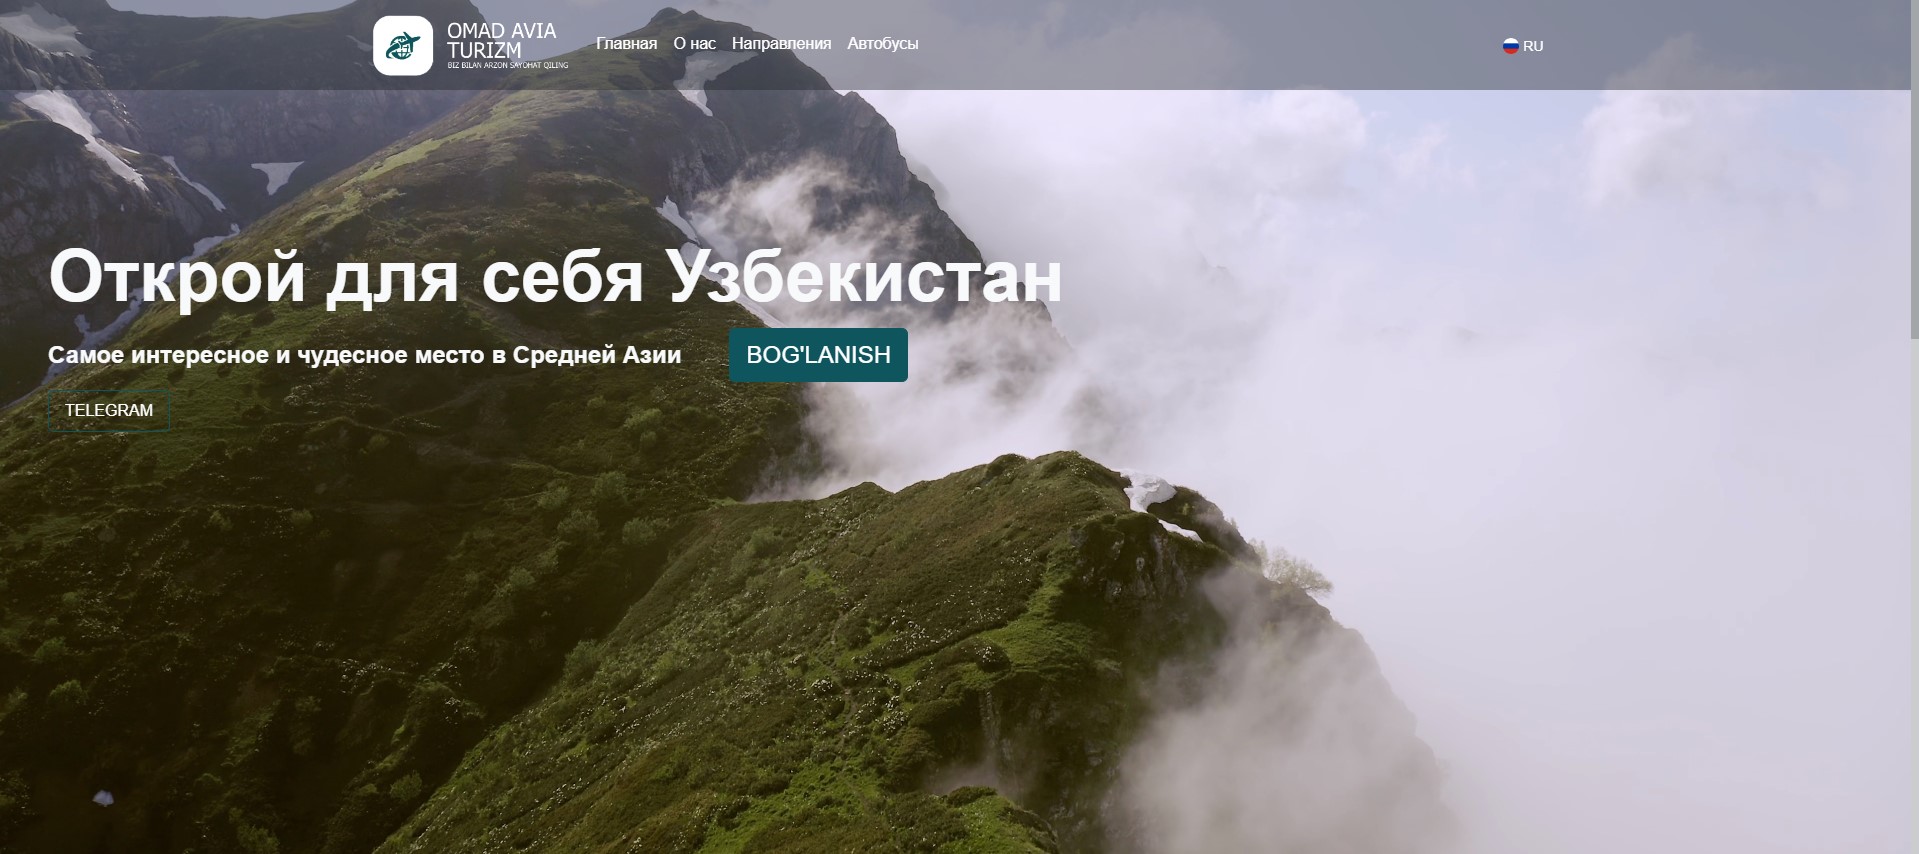 OMAD AVIA
TURIZM
BIZ BILAN ARZON SAYOHAT QILING
Главная О нас Направления Автобусы
RU
Открой для себя Узбекистан
Самое интересное и чудесное место в Средней Азии
BOG'LANISH
TELEGRAM